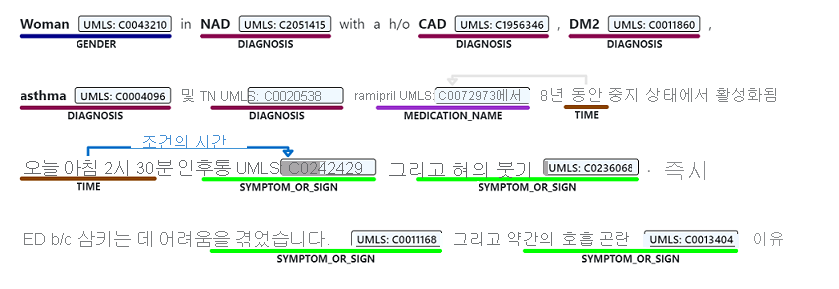 Woman UMLS: C0043210 in NAD UMLS: C2051415 with a h/o CAD UMLS: C1956346 , DM2 UMLS: C0011860 ,
GENDER DIAGNOSIS DIAGNOSIS DIAGNOSIS
asthma UMLS: C0004096 및 TN UMLS: C0020538 ramipril UMLS: C0072973에서 8년 동안 중지 상태에서 활성화됨
DIAGNOSIS DIAGNOSIS MEDICATION_NAME TIME
조건의 시간
오늘 아침 2시 30분 인후통 UMLS C0242429 그리고 혀의 붓기 UMLS: C0236068 . 즉시
TIME SYMPTOM_OR_SIGN SYMPTOM_OR_SIGN
ED b/c 삼키는 데 어려움을 겪었습니다. UMLS: C0011168 그리고 약간의 호흡 곤란 UMLS: C0013404 이유
SYMPTOM_OR_SIGN SYMPTOM_OR_SIGN